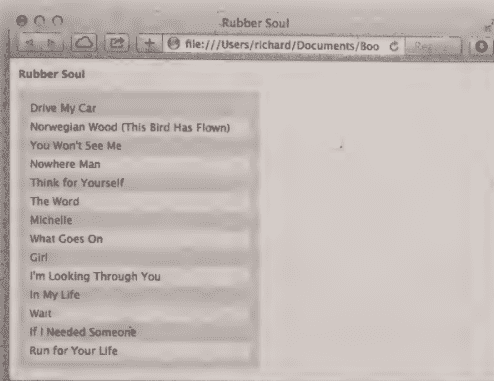 Rubber Soul
file:///Users/richard/Documents/Boo
Rubber Soul
Drive My Car
Norwegian Wood (This Bird Has Flown)
You Won't See Me
Nowhere Man
Think for Yourself
The Word
Michelle
What Goes On
Girl
I'm Looking Through You
In My Life
Wait
If I Needed Someone
Run for Your Life